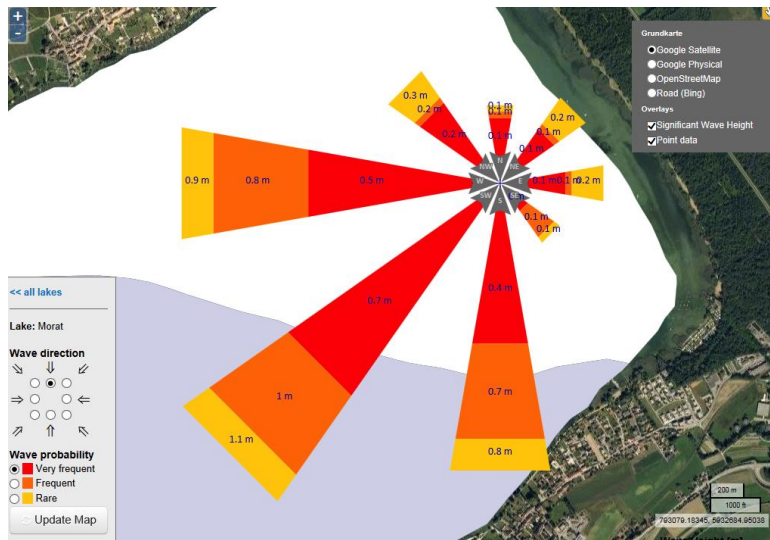 +
-
Grundkarte
Google Satellite
Google Physical
OpenStreetMap
Road (Bing)
Overlays
Significant Wave Height
Point data
0.3 m
0.2 m
0.2 m
0.1 m
0.1 m
0.1 m
0.2 m
0.1 m
0.1 m
0.9 m
0.8 m
0.5 m
NW
N
NE
W
E
SW
S
SE
0.1 m
0.1 m
0.2 m
0.1 m
0.1 m
0.7 m
1 m
1.1 m
0.4 m
0.7 m
0.8 m
<< all lakes
Lake: Morat
Wave direction
Wave probability
Very frequent
Frequent
Rare
Update Map
200 m
1000 ft
793079.18345, 5932684.95038